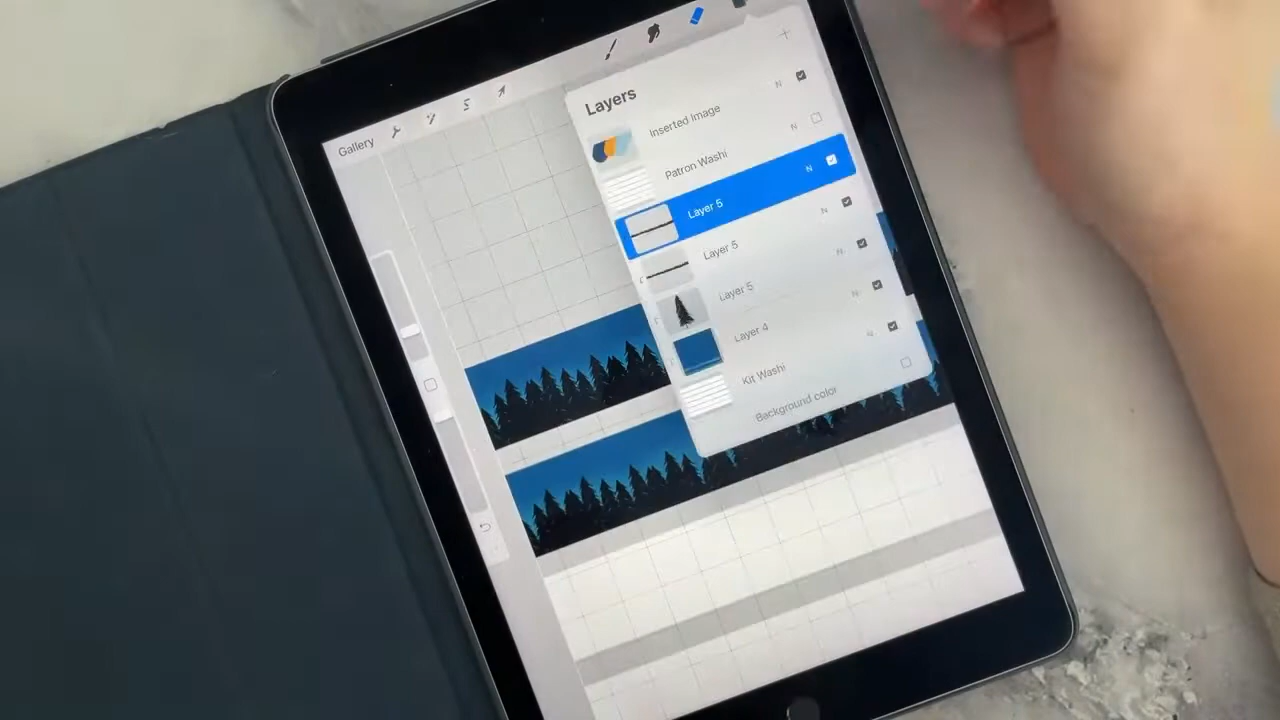 Gallery
Layers
Inserted Image
N
Patron Washi
N
Layer 5
N
Layer 5
N
Layer 5
N
Layer 4
N
Kit Washi
N
Background color